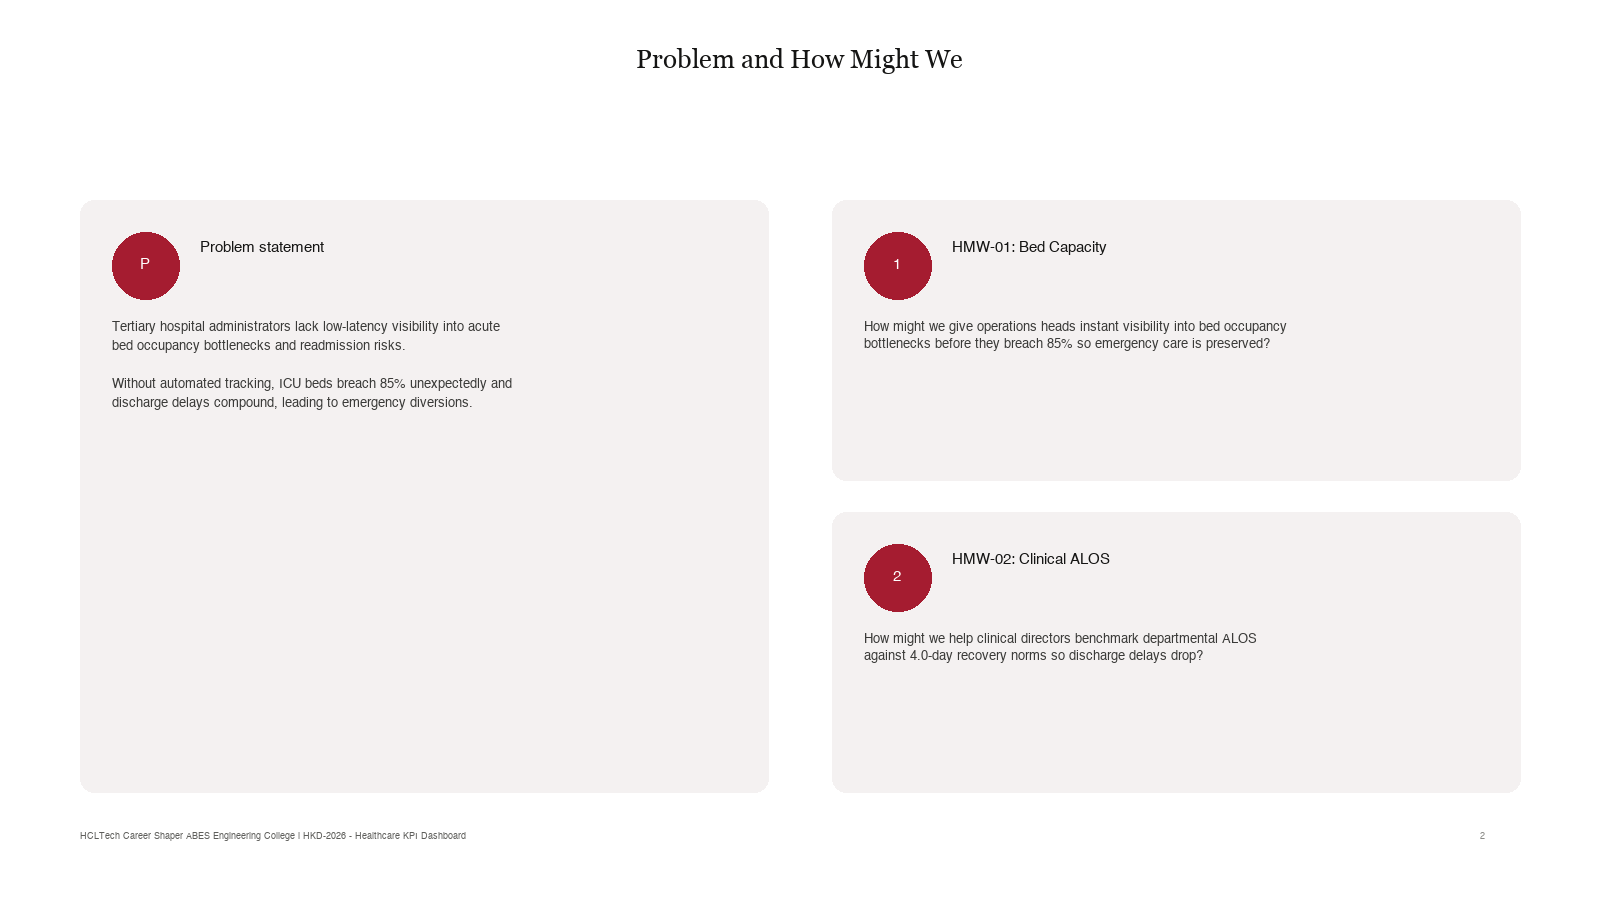 Problem and How Might We
P
Problem statement
Tertiary hospital administrators lack low-latency visibility into acute
bed occupancy bottlenecks and readmission risks.
Without automated tracking, ICU beds breach 85% unexpectedly and
discharge delays compound, leading to emergency diversions.
1
HMW-01: Bed Capacity
How might we give operations heads instant visibility into bed occupancy
bottlenecks before they breach 85% so emergency care is preserved?
2
HMW-02: Clinical ALOS
How might we help clinical directors benchmark departmental ALOS
against 4.0-day recovery norms so discharge delays drop?
HCLTech Career Shaper ABES Engineering College | HKD-2026 - Healthcare KPI Dashboard
2